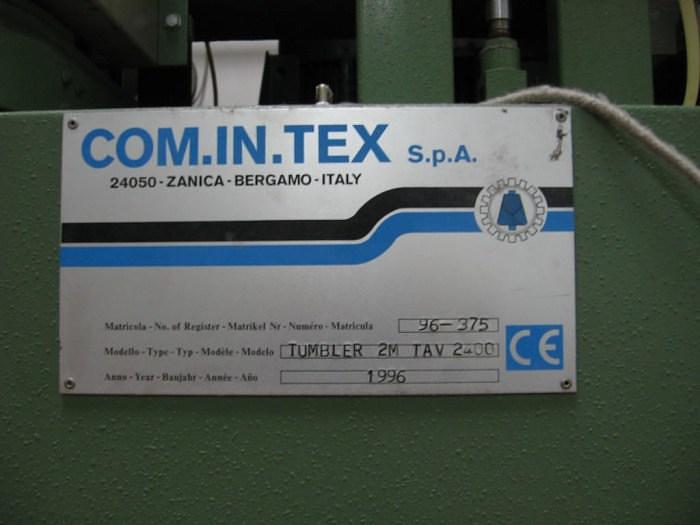 COM.IN.TEX S.p.A.
24050-ZANICA-BERGAMO-ITALY
Matricola - No. of Register - Matrikel Nr - Numéro - Matricula 96-375
Modello - Type - Typ - Modèle - Modelo TUMBLER 2M TAV 2400
Anno - Year - Baujahr - Année - Año 1996
CE